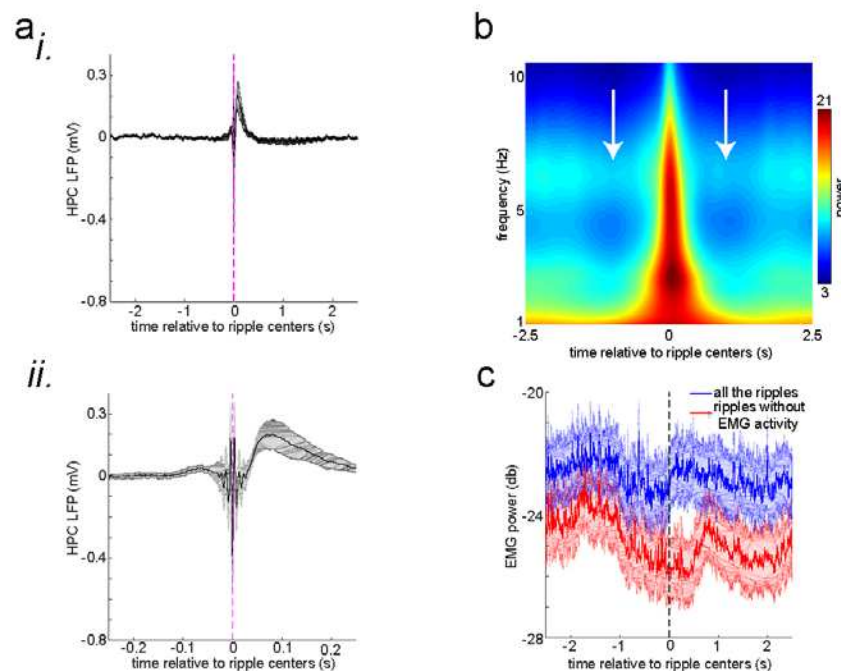 a
i.
0.3
0
-0.4
-0.8
HPC LFP (mV)
-2 -1 0 1 2
time relative to ripple centers (s)
ii.
0.3
0
-0.4
-0.8
HPC LFP (mV)
-0.2 -0.1 0 0.1 0.2
time relative to ripple centers (s)
b
10
5
1
frequency (Hz)
-2.5 0 2.5
time relative to ripple centers (s)
21
3
power
c
all the ripples
ripples without
EMG activity
-20
-22
-24
-26
-28
EMG power (db)
-2 -1 0 1 2
time relative to ripple centers (s)